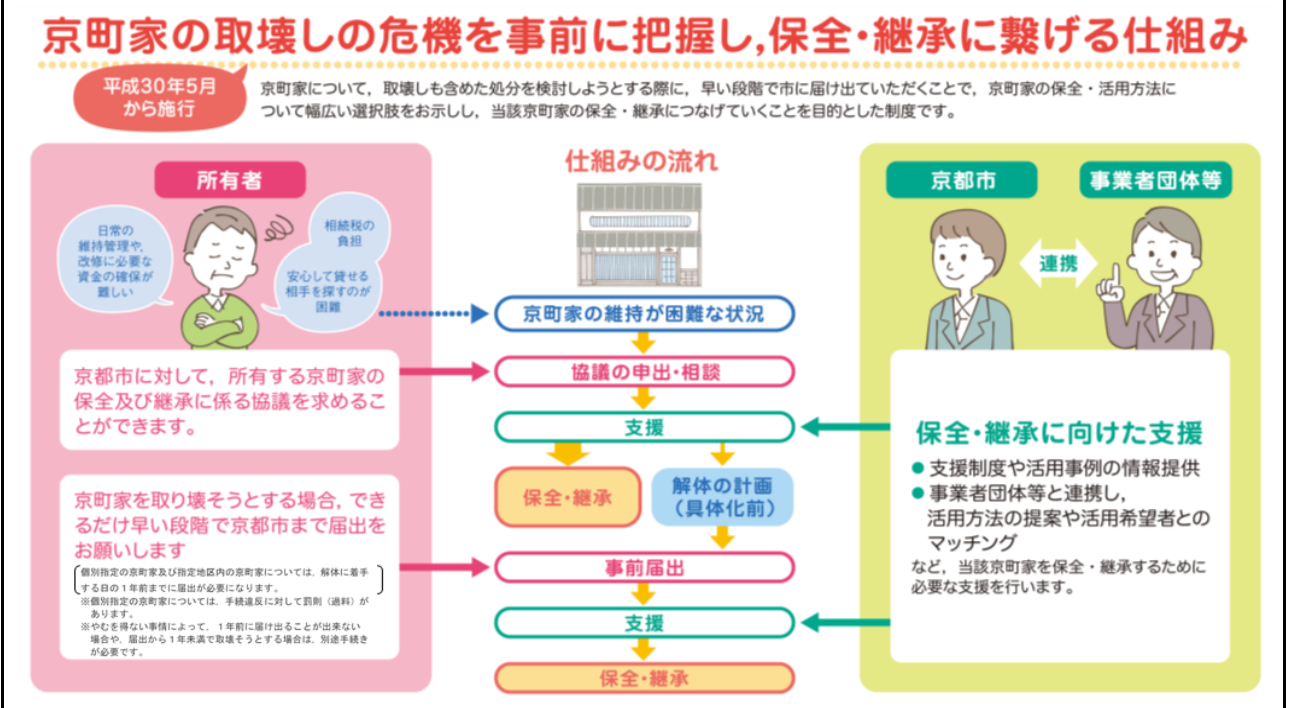 京町家の取壊しの危機を事前に把握し,保全・継承に繋げる仕組み
平成30年5月
から施行
京町家について，取壊しも含めた処分を検討しようとする際に，早い段階で市に届け出ていただくことで，京町家の保全・活用方法に
ついて幅広い選択肢をお示しし，当該京町家の保全・継承につなげていくことを目的とした制度です。
所有者
日常の
維持管理や,
改修に必要な
資金の確保が
難しい
相続税の
負担
安心して貸せる
相手を探すのが
困難
京都市に対して，所有する京町家の
保全及び継承に係る協議を求めるこ
とができます。
京町家を取り壊そうとする場合，でき
るだけ早い段階で京都市まで届出を
お願いします
個別指定の京町家及び指定地区内の京町家については，解体に着手
する日の１年前までに届出が必要になります。
※個別指定の京町家については，手続違反に対して罰則（過料）が
あります。
※やむを得ない事情によって，１年前に届け出ることが出来ない
場合や，届出から１年未満で取壊そうとする場合は，別途手続き
が必要です。
仕組みの流れ
京町家の維持が困難な状況
協議の申出・相談
支援
保全・継承
解体の計画
（具体化前）
事前届出
支援
保全・継承
京都市
事業者団体等
連携
保全・継承に向けた支援
● 支援制度や活用事例の情報提供
● 事業者団体等と連携し，
活用方法の提案や活用希望者との
マッチング
など，当該京町家を保全・継承するために
必要な支援を行います。